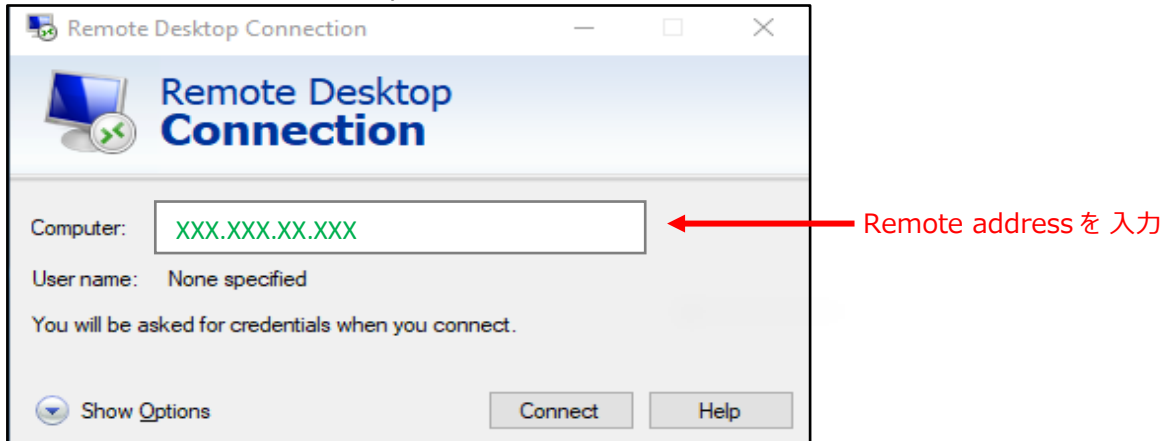 Remote Desktop Connection
Remote Desktop
Connection
Computer: XXX.XXX.XX.XXX
Remote address を 入力
User name: None specified
You will be asked for credentials when you connect.
Show Options Connect Help